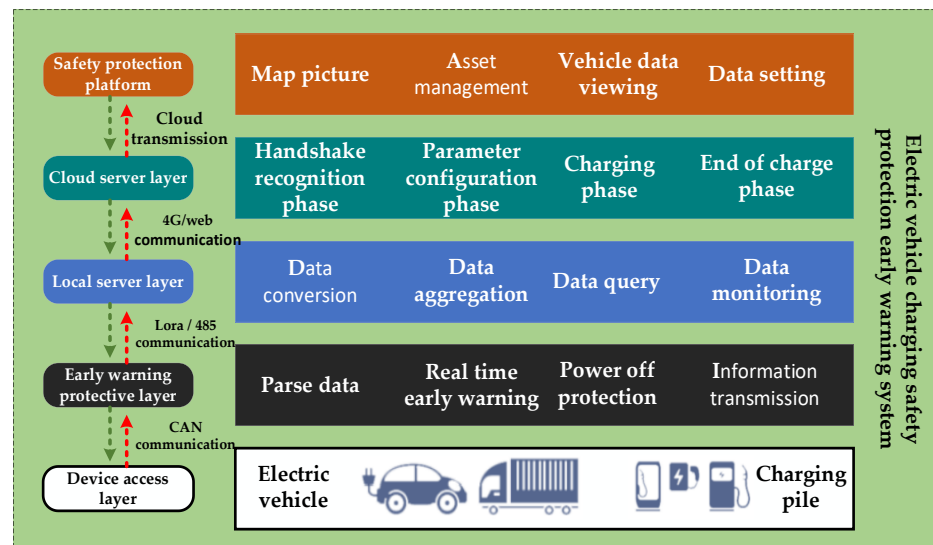 Safety protection
platform
Map picture
Asset
management
Vehicle data
viewing
Data setting
Cloud
transmission
Cloud server layer
Handshake
recognition
phase
Parameter
configuration
phase
Charging
phase
End of charge
phase
4G/web
communication
Local server layer
Data
conversion
Data
aggregation
Data query
Data
monitoring
Lora / 485
communication
Early warning
protective layer
Parse data
Real time
early warning
Power off
protection
Information
transmission
CAN
communication
Device access
layer
Electric
vehicle
Charging
pile
Electric vehicle charging safety
protection early warning system